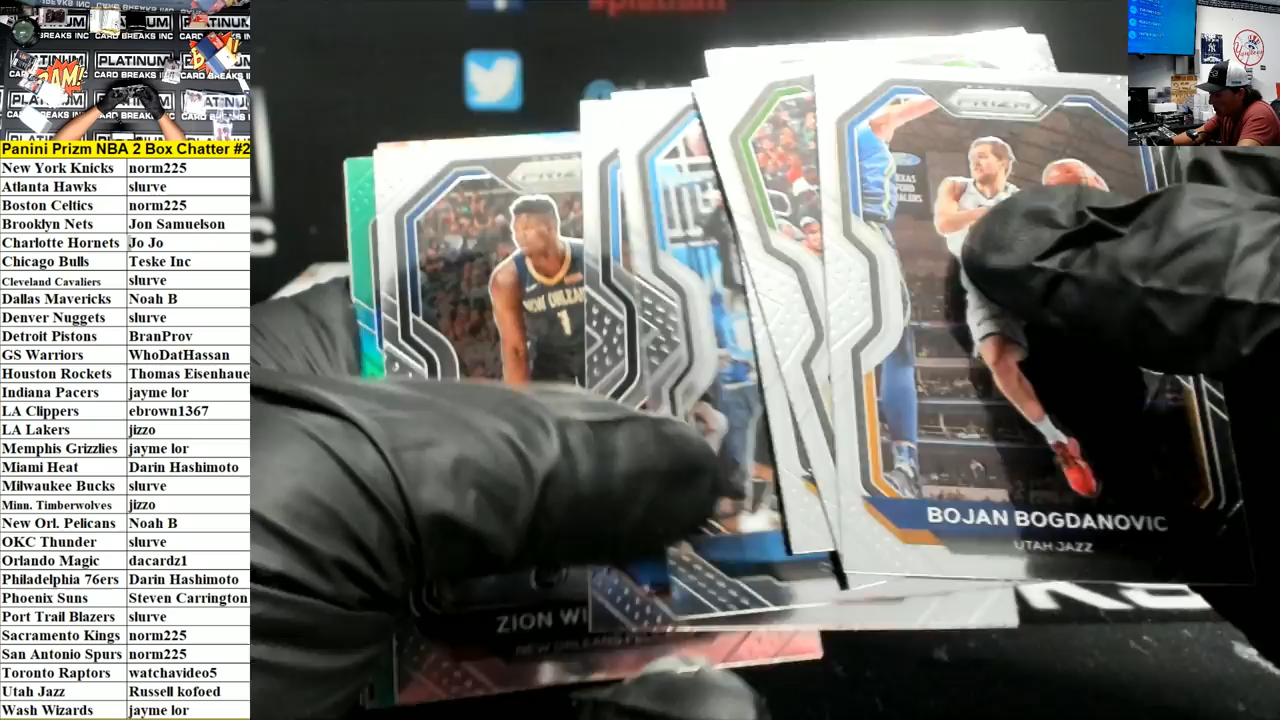 Panini Prizm NBA 2 Box Chatter #2
New York Knicks norm225
Atlanta Hawks slurve
Boston Celtics norm225
Brooklyn Nets Jon Samuelson
Charlotte Hornets Jo Jo
Chicago Bulls Teske Inc
Cleveland Cavaliers slurve
Dallas Mavericks Noah B
Denver Nuggets slurve
Detroit Pistons BranProv
GS Warriors WhoDatHassan
Houston Rockets Thomas Eisenhaue
Indiana Pacers jayme lor
LA Clippers ebrown1367
LA Lakers jizzo
Memphis Grizzlies jayme lor
Miami Heat Darin Hashimoto
Milwaukee Bucks slurve
Minn. Timberwolves jizzo
New Orl. Pelicans Noah B
OKC Thunder slurve
Orlando Magic dacardz1
Philadelphia 76ers Darin Hashimoto
Phoenix Suns Steven Carrington
Port Trail Blazers slurve
Sacramento Kings norm225
San Antonio Spurs norm225
Toronto Raptors watchavideo5
Utah Jazz Russell kofoed
Wash Wizards jayme lor
PLATINUM
CARD BREAKS INC
BAM!
PRIZM
NEW ORLEANS
1
ZION WI
NEW ORLEANS
PRIZM
BOJAN BOGDANOVIC
UTAH JAZZ